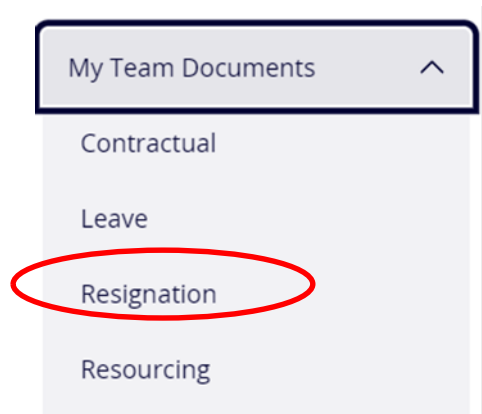 My Team Documents
Contractual
Leave
Resignation
Resourcing